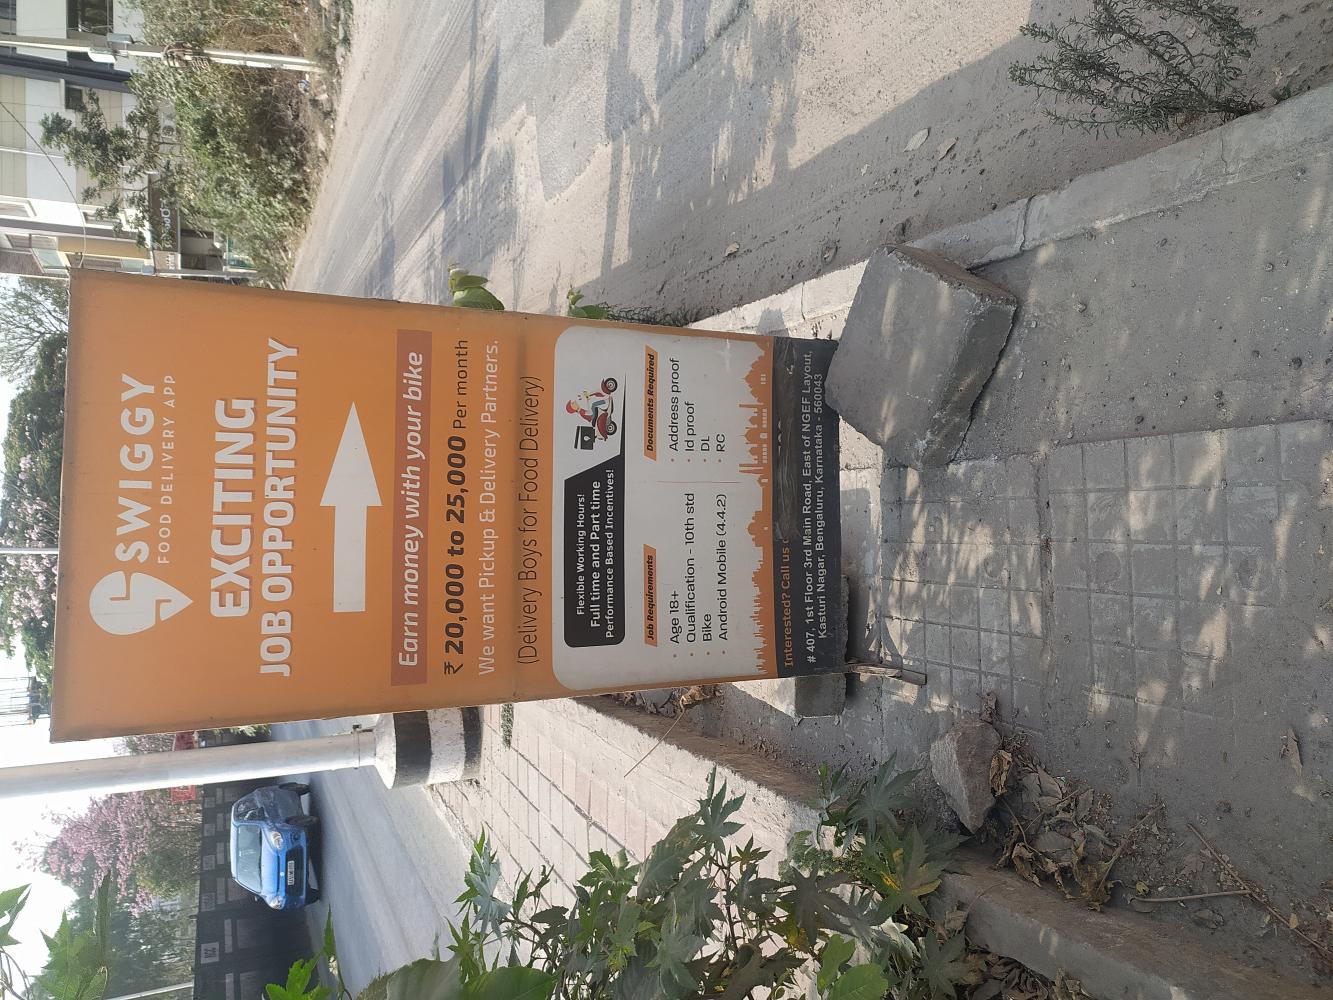 SWIGGY
FOOD DELIVERY APP
EXCITING
JOB OPPORTUNITY
Earn money with your bike
₹ 20,000 to 25,000 Per month
We want Pickup & Delivery Partners.
(Delivery Boys for Food Delivery)
Flexible Working Hours!
Full time and Part time
Performance Based Incentives!
Job Requirements
• Age 18+
• Qualification - 10th std
• Bike
• Android Mobile (4.4.2)
Documents Required
• Address proof
• Id proof
• DL
• RC
Interested? Call us
# 407, 1st Floor 3rd Main Road, East of NGEF Layout,
Kasturi Nagar, Bengaluru, Karnataka - 560043